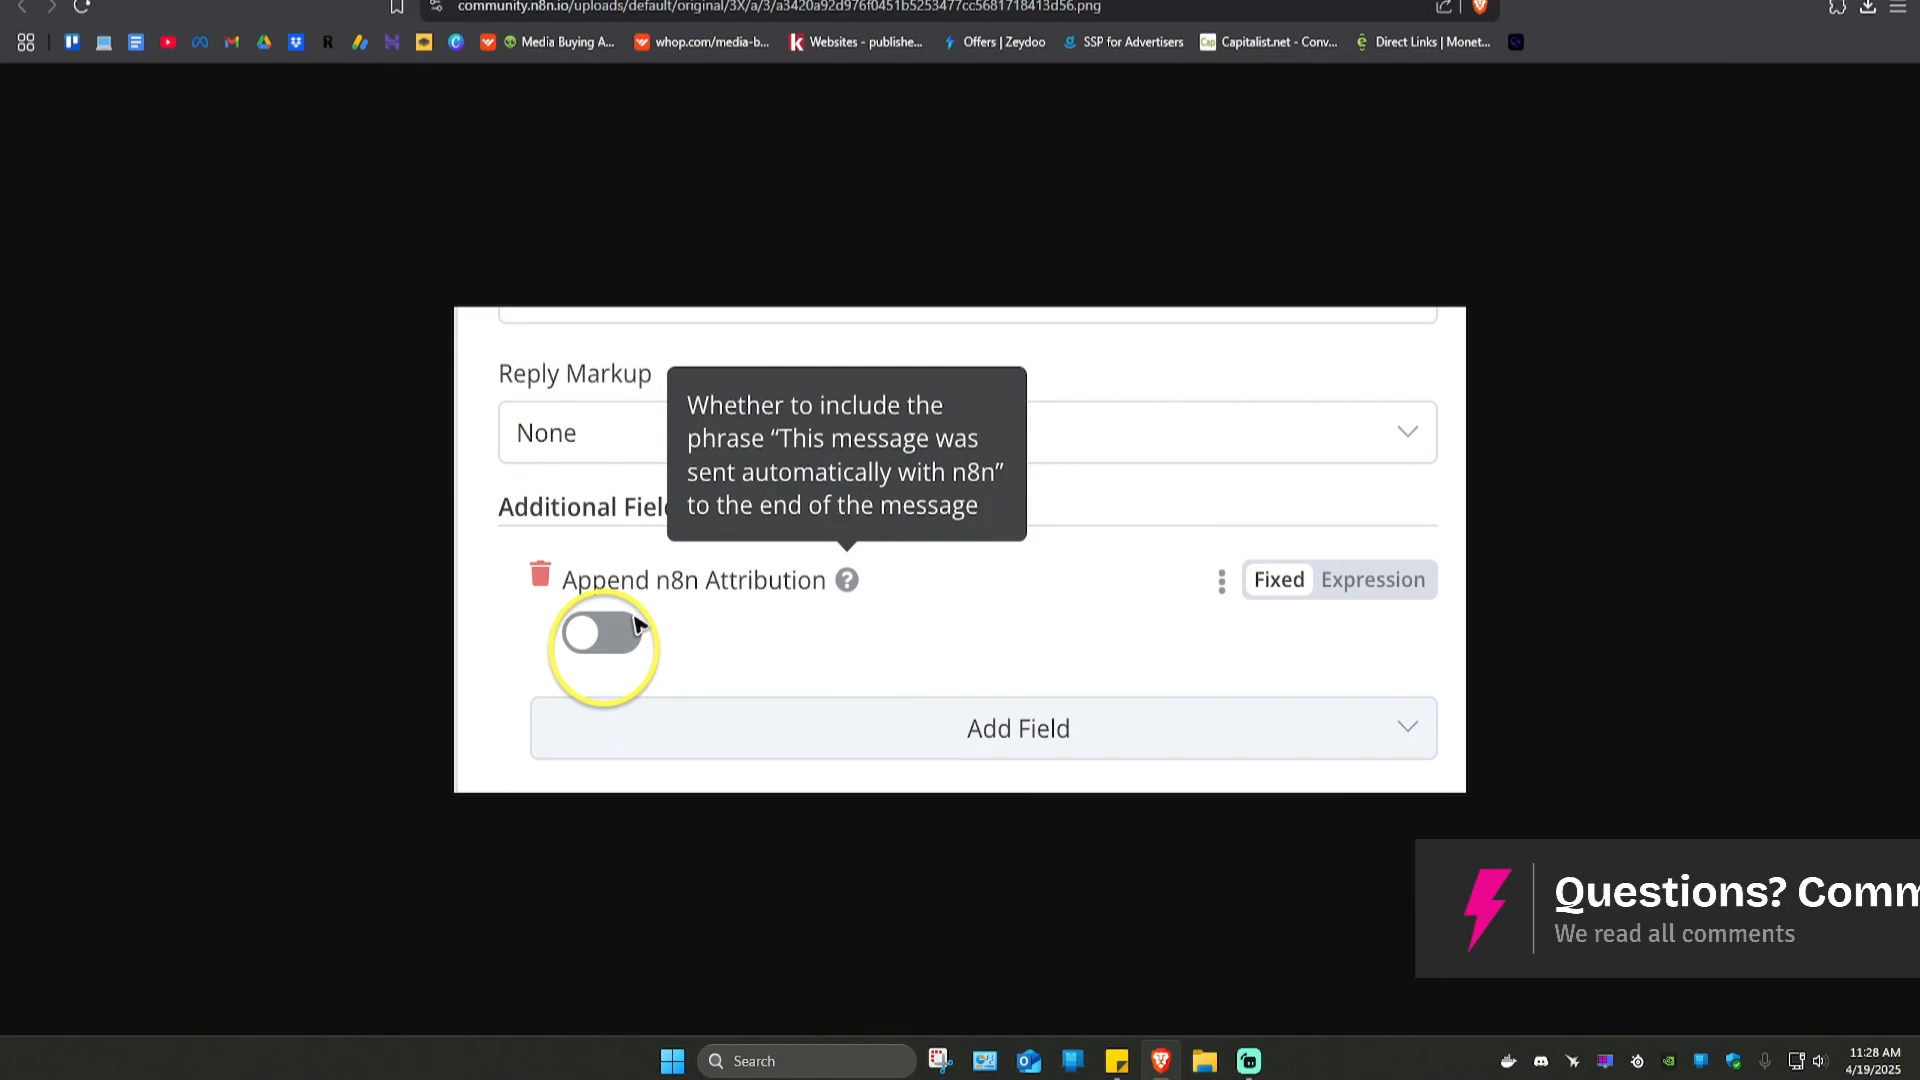 community.n8n.io/uploads/default/original/3X/a/3/a3420a92d976f0451b5253477cc5681718413d56.png
Media Buying A...
whop.com/media-b...
Websites - publishe...
Offers | Zeydoo
SSP for Advertisers
Capitalist.net - Conv...
Direct Links | Monet...
Reply Markup
None
Whether to include the
phrase “This message was
sent automatically with n8n”
to the end of the message
Additional Fiel
Append n8n Attribution ?
Fixed Expression
Add Field
Questions? Comm
We read all comments
Search
11:28 AM
4/19/2025